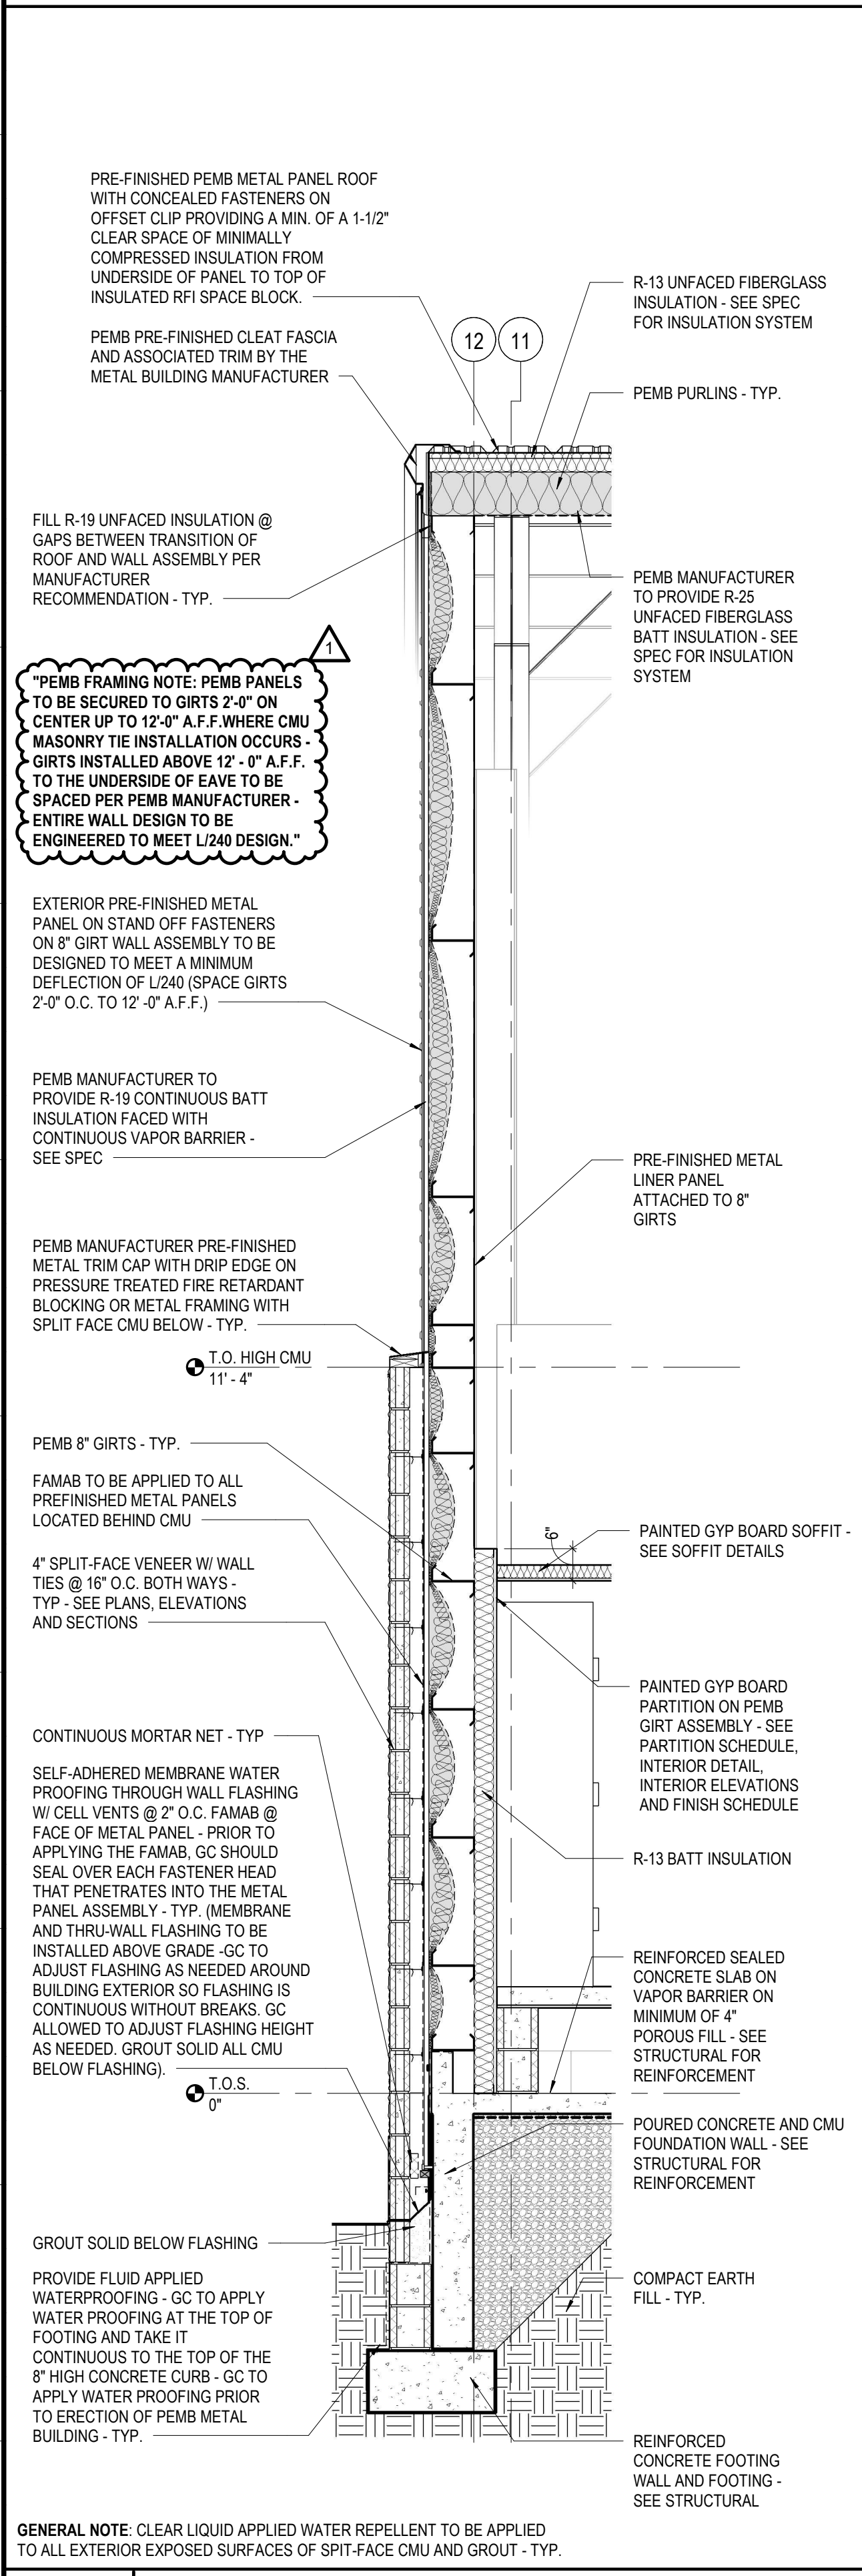 PRE-FINISHED PEMB METAL PANEL ROOF
WITH CONCEALED FASTENERS ON
OFFSET CLIP PROVIDING A MIN. OF A 1-1/2"
CLEAR SPACE OF MINIMALLY
COMPRESSED INSULATION FROM
UNDERSIDE OF PANEL TO TOP OF
INSULATED RFI SPACE BLOCK.
PEMB PRE-FINISHED CLEAT FASCIA
AND ASSOCIATED TRIM BY THE
METAL BUILDING MANUFACTURER
12
11
R-13 UNFACED FIBERGLASS
INSULATION - SEE SPEC
FOR INSULATION SYSTEM
PEMB PURLINS - TYP.
FILL R-19 UNFACED INSULATION @
GAPS BETWEEN TRANSITION OF
ROOF AND WALL ASSEMBLY PER
MANUFACTURER
RECOMMENDATION - TYP.
PEMB MANUFACTURER
TO PROVIDE R-25
UNFACED FIBERGLASS
BATT INSULATION - SEE
SPEC FOR INSULATION
SYSTEM
1
"PEMB FRAMING NOTE: PEMB PANELS
TO BE SECURED TO GIRTS 2'-0" ON
CENTER UP TO 12'-0" A.F.F.WHERE CMU
MASONRY TIE INSTALLATION OCCURS -
GIRTS INSTALLED ABOVE 12' - 0" A.F.F.
TO THE UNDERSIDE OF EAVE TO BE
SPACED PER PEMB MANUFACTURER -
ENTIRE WALL DESIGN TO BE
ENGINEERED TO MEET L/240 DESIGN."
EXTERIOR PRE-FINISHED METAL
PANEL ON STAND OFF FASTENERS
ON 8" GIRT WALL ASSEMBLY TO BE
DESIGNED TO MEET A MINIMUM
DEFLECTION OF L/240 (SPACE GIRTS
2'-0" O.C. TO 12' -0" A.F.F.)
PEMB MANUFACTURER TO
PROVIDE R-19 CONTINUOUS BATT
INSULATION FACED WITH
CONTINUOUS VAPOR BARRIER -
SEE SPEC
PRE-FINISHED METAL
LINER PANEL
ATTACHED TO 8"
GIRTS
PEMB MANUFACTURER PRE-FINISHED
METAL TRIM CAP WITH DRIP EDGE ON
PRESSURE TREATED FIRE RETARDANT
BLOCKING OR METAL FRAMING WITH
SPLIT FACE CMU BELOW - TYP.
T.O. HIGH CMU
11' - 4"
PEMB 8" GIRTS - TYP.
FAMAB TO BE APPLIED TO ALL
PREFINISHED METAL PANELS
LOCATED BEHIND CMU
6"
PAINTED GYP BOARD SOFFIT -
SEE SOFFIT DETAILS
4" SPLIT-FACE VENEER W/ WALL
TIES @ 16" O.C. BOTH WAYS -
TYP - SEE PLANS, ELEVATIONS
AND SECTIONS
PAINTED GYP BOARD
PARTITION ON PEMB
GIRT ASSEMBLY - SEE
PARTITION SCHEDULE,
INTERIOR DETAIL,
INTERIOR ELEVATIONS
AND FINISH SCHEDULE
CONTINUOUS MORTAR NET - TYP
SELF-ADHERED MEMBRANE WATER
PROOFING THROUGH WALL FLASHING
W/ CELL VENTS @ 2" O.C. FAMAB @
FACE OF METAL PANEL - PRIOR TO
APPLYING THE FAMAB, GC SHOULD
SEAL OVER EACH FASTENER HEAD
THAT PENETRATES INTO THE METAL
PANEL ASSEMBLY - TYP. (MEMBRANE
AND THRU-WALL FLASHING TO BE
INSTALLED ABOVE GRADE -GC TO
ADJUST FLASHING AS NEEDED AROUND
BUILDING EXTERIOR SO FLASHING IS
CONTINUOUS WITHOUT BREAKS. GC
ALLOWED TO ADJUST FLASHING HEIGHT
AS NEEDED. GROUT SOLID ALL CMU
BELOW FLASHING).
R-13 BATT INSULATION
REINFORCED SEALED
CONCRETE SLAB ON
VAPOR BARRIER ON
MINIMUM OF 4"
POROUS FILL - SEE
STRUCTURAL FOR
REINFORCEMENT
T.O.S.
0"
POURED CONCRETE AND CMU
FOUNDATION WALL - SEE
STRUCTURAL FOR
REINFORCEMENT
GROUT SOLID BELOW FLASHING
PROVIDE FLUID APPLIED
WATERPROOFING - GC TO APPLY
WATER PROOFING AT THE TOP OF
FOOTING AND TAKE IT
CONTINUOUS TO THE TOP OF THE
8" HIGH CONCRETE CURB - GC TO
APPLY WATER PROOFING PRIOR
TO ERECTION OF PEMB METAL
BUILDING - TYP.
COMPACT EARTH
FILL - TYP.
REINFORCED
CONCRETE FOOTING
WALL AND FOOTING -
SEE STRUCTURAL
GENERAL NOTE: CLEAR LIQUID APPLIED WATER REPELLENT TO BE APPLIED
TO ALL EXTERIOR EXPOSED SURFACES OF SPIT-FACE CMU AND GROUT - TYP.